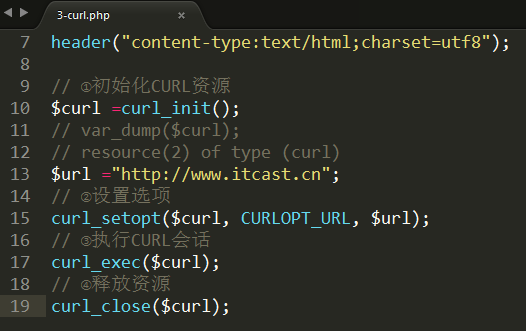 3-curl.php ×
7 header("content-type:text/html;charset=utf8");
8
9 // ①初始化CURL资源
10 $curl =curl_init();
11 // var_dump($curl);
12 // resource(2) of type (curl)
13 $url ="http://www.itcast.cn";
14 // ②设置选项
15 curl_setopt($curl, CURLOPT_URL, $url);
16 // ③执行CURL会话
17 curl_exec($curl);
18 // ④释放资源
19 curl_close($curl);